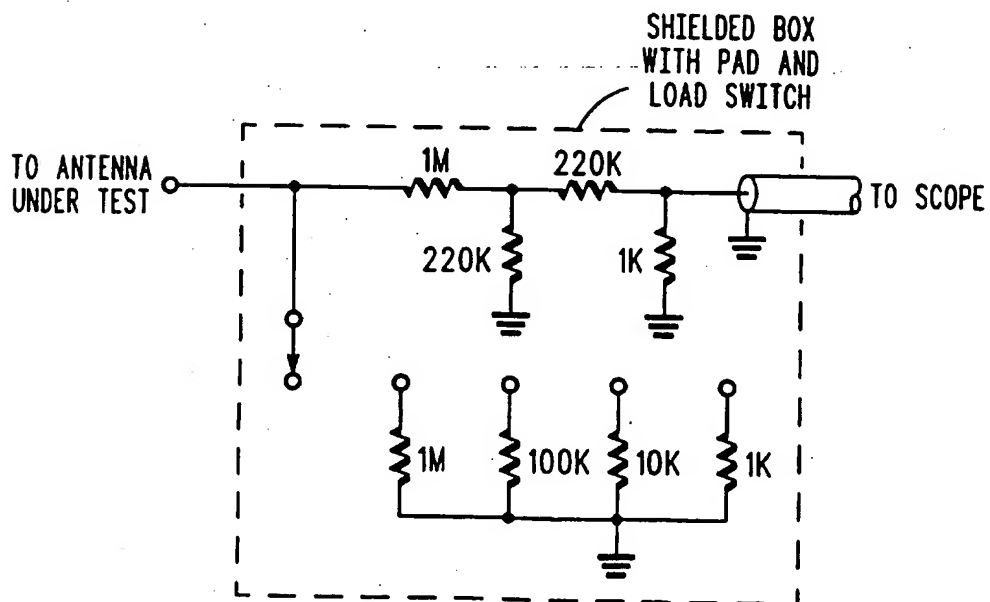 SHIELDED BOX
WITH PAD AND
LOAD SWITCH
TO ANTENNA
UNDER TEST
1M
220K
TO SCOPE
220K
1K
1M
100K
10K
1K